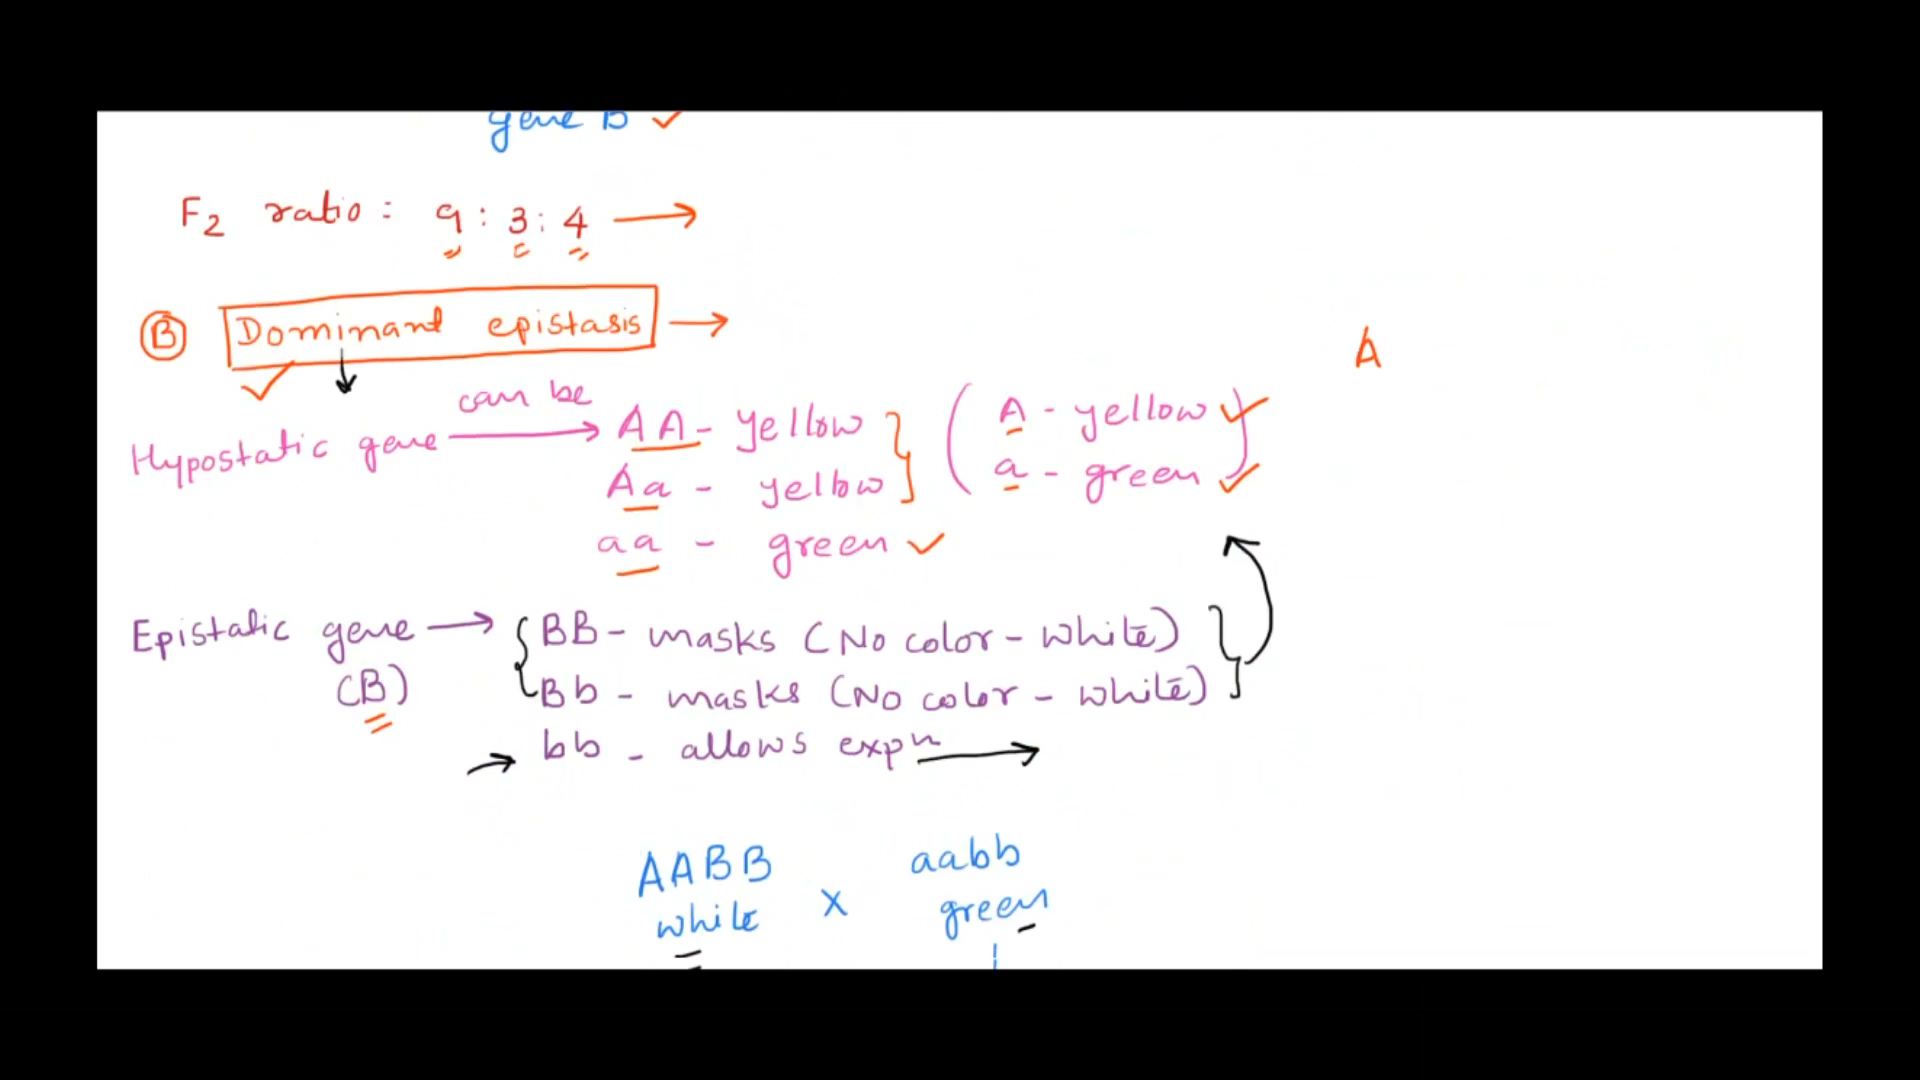 gene B ✓
F2 ratio: 9:3:4 →
Ⓑ Dominant epistasis →
A
Hypostatic gene can be → AA - Yellow ( A - yellow ✓
Aa - yellow a - green ✓ )
aa - green ✓
Epistatic gene → { BB - masks (No color - white)
(B) Bb - masks (No color - white) }
→ bb - allows expn →
AABB x aabb
white green